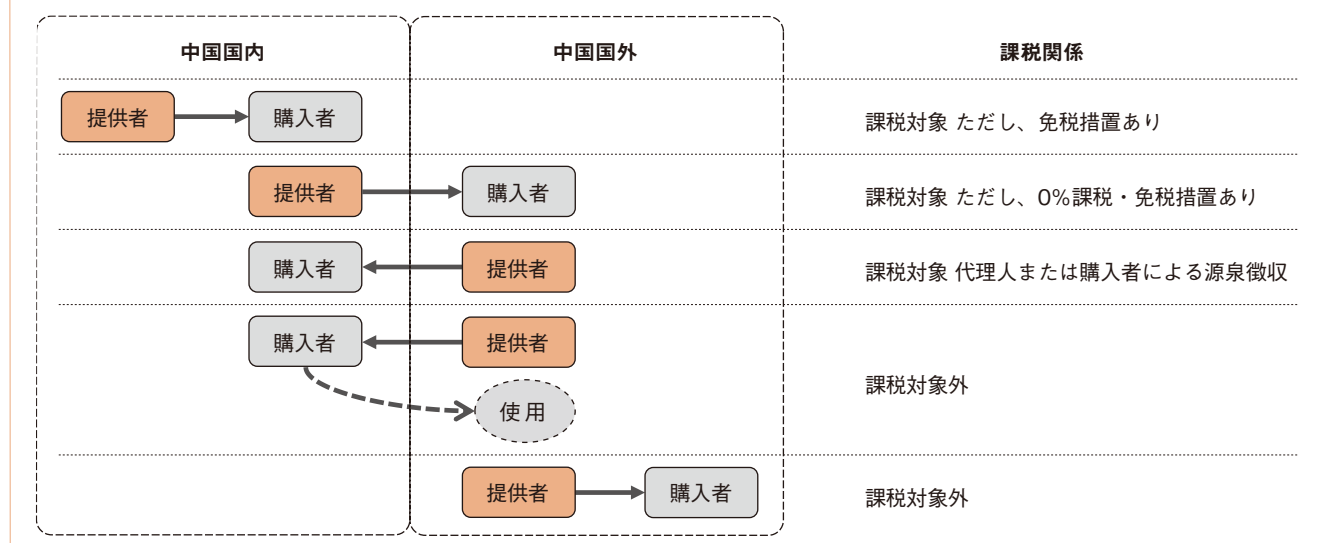 中国国内
中国国外
課税関係
提供者
購入者
課税対象 ただし、免税措置あり
提供者
購入者
課税対象 ただし、0%課税・免税措置あり
購入者
提供者
課税対象 代理人または購入者による源泉徴収
購入者
提供者
使用
課税対象外
提供者
購入者
課税対象外